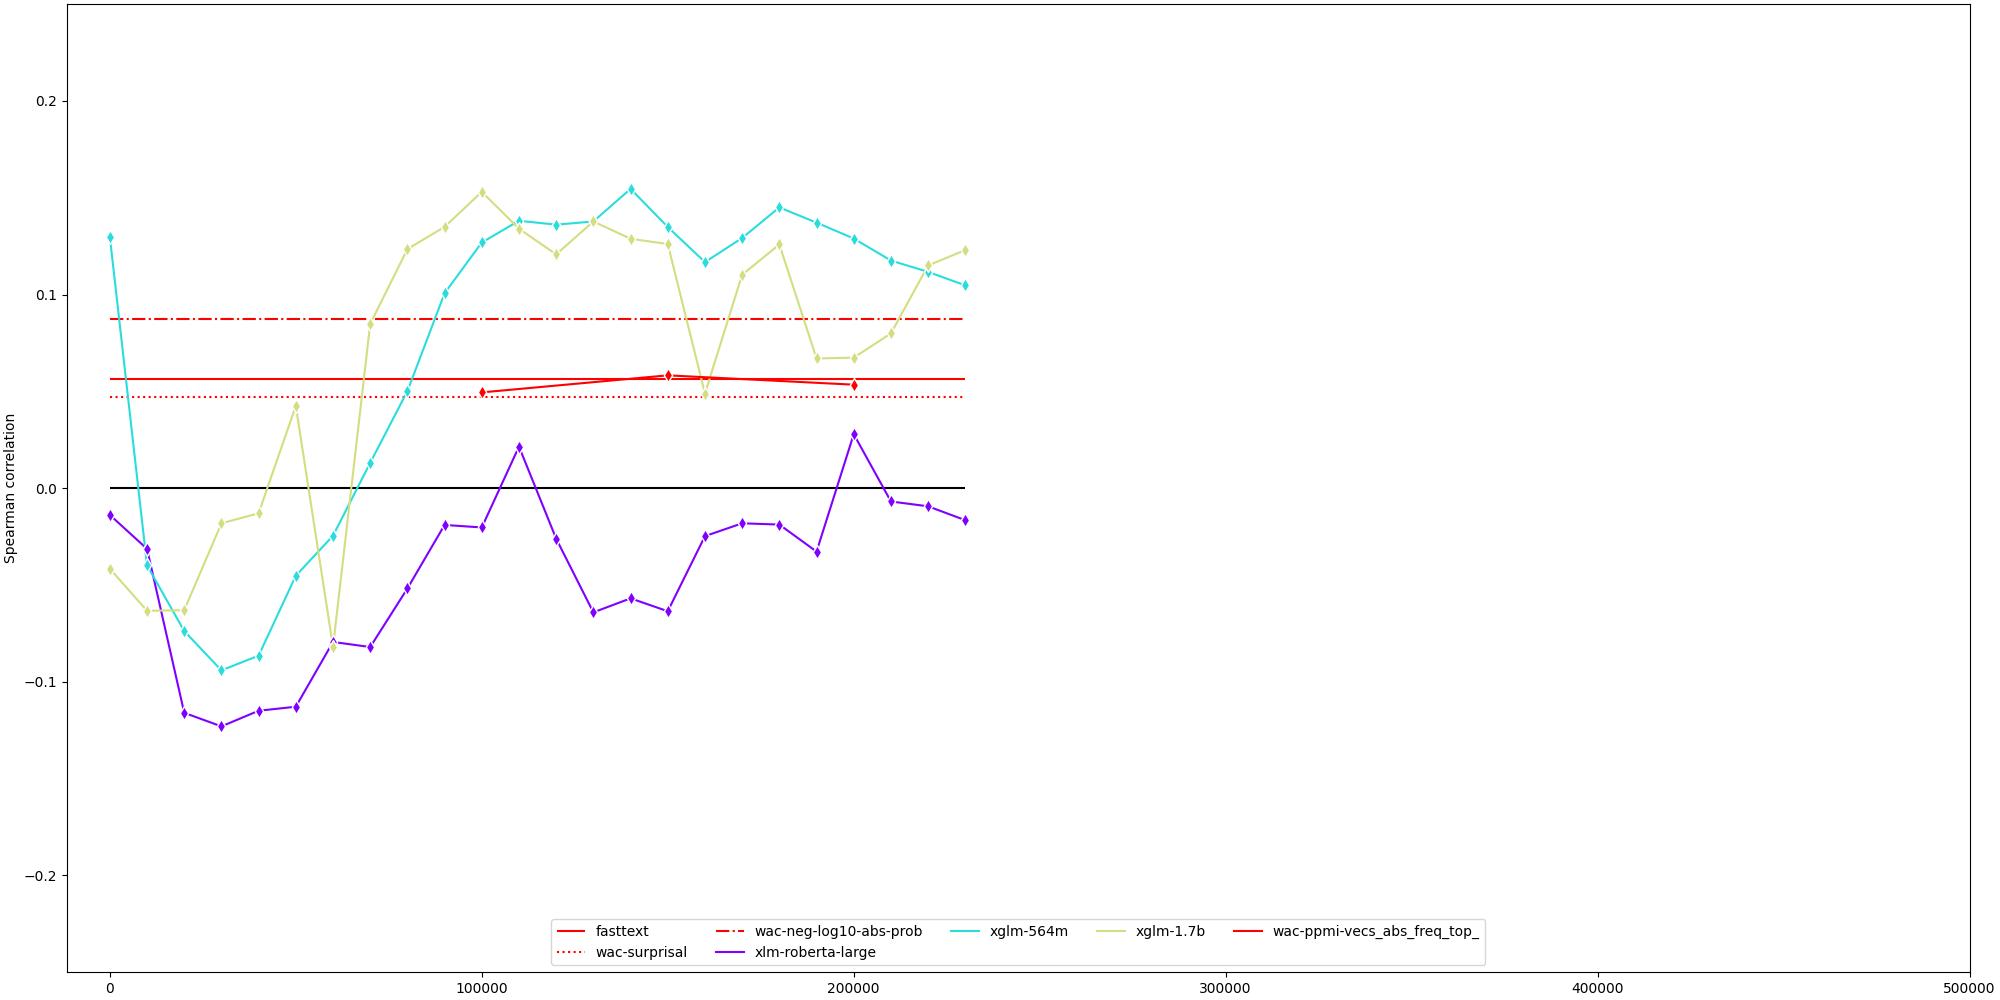 0.2
0.1
0.0
−0.1
−0.2
Spearman correlation
fasttext
wac-surprisal
wac-neg-log10-abs-prob
xlm-roberta-large
xglm-564m
xglm-1.7b
wac-ppmi-vecs_abs_freq_top_
0 100000 200000 300000 400000 500000